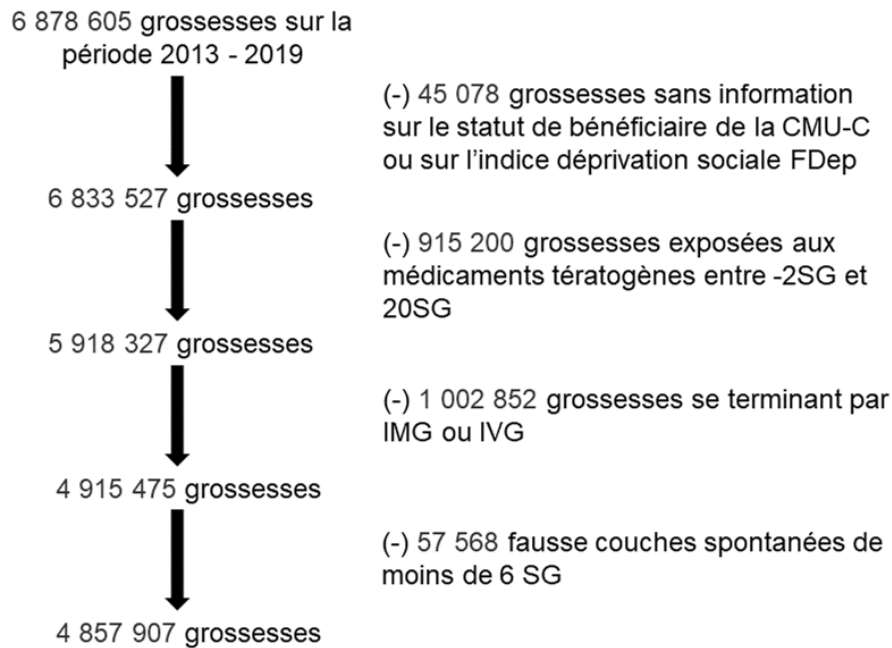 6 878 605 grossesses sur la
période 2013 - 2019
(-) 45 078 grossesses sans information
sur le statut de bénéficiaire de la CMU-C
ou sur l'indice déprivation sociale FDep
6 833 527 grossesses
(-) 915 200 grossesses exposées aux
médicaments tératogènes entre -2SG et
20SG
5 918 327 grossesses
(-) 1 002 852 grossesses se terminant par
IMG ou IVG
4 915 475 grossesses
(-) 57 568 fausse couches spontanées de
moins de 6 SG
4 857 907 grossesses